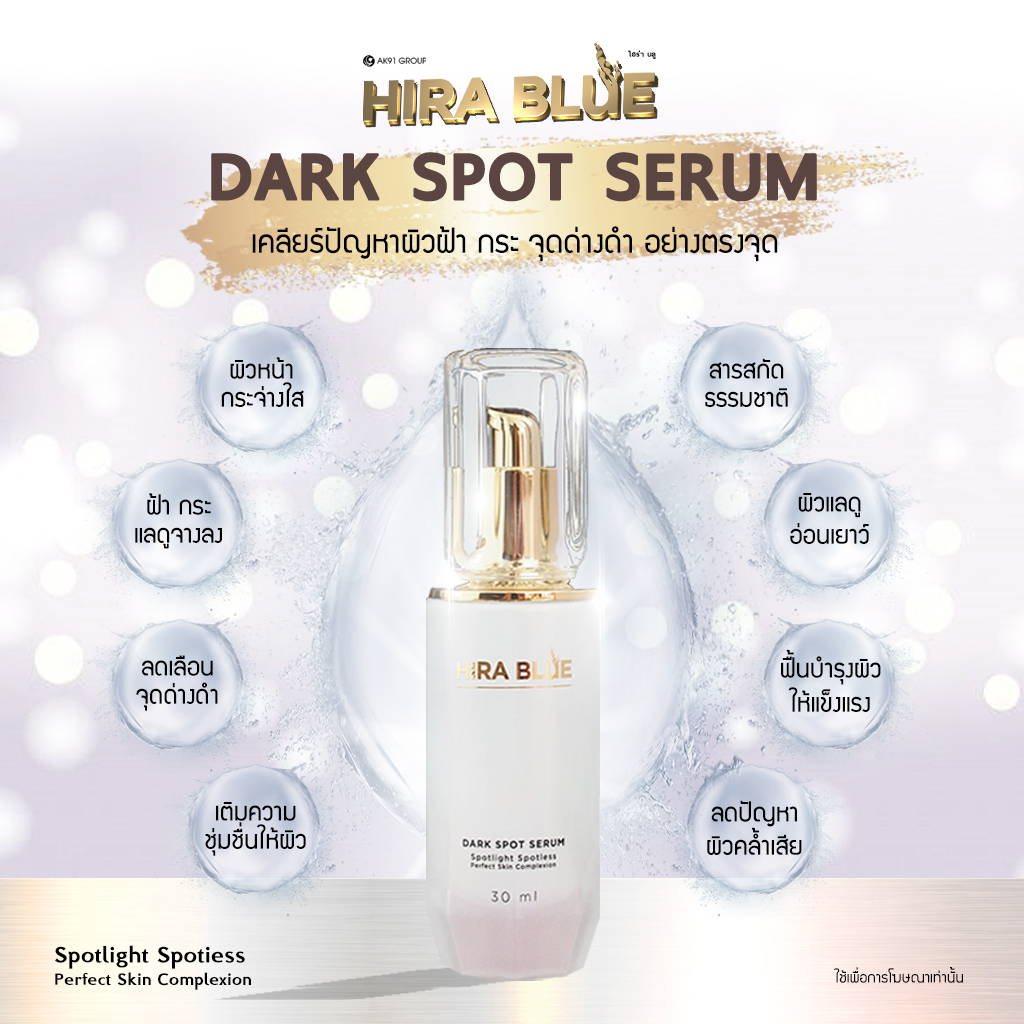 AK91 GROUP
ไฮร่า บลู
HIRA BLUE
DARK SPOT SERUM
เคลียร์ปัญหาผิวฝ้า กระ จุดด่างดำ อย่างตรงจุด
ผิวหน้า
กระจ่างใส
สารสกัด
ธรรมชาติ
ฝ้า กระ
แลดูจางลง
ผิวแลดู
อ่อนเยาว์
ลดเลือน
จุดด่างดำ
ฟื้นบำรุงผิว
ให้แข็งแรง
เติมความ
ชุ่มชื่นให้ผิว
ลดปัญหา
ผิวคล้ำเสีย
HIRA BLUE
DARK SPOT SERUM
Spotlight Spotless
Perfect Skin Complexion
30 ml
Spotlight Spotiess
Perfect Skin Complexion
ใช้เพื่อการโฆษณาเท่านั้น